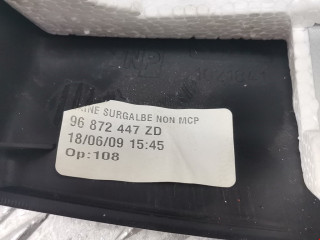 SURGALBE NON MCP
96 872 447 ZD
18/06/09 15:45
Op:108